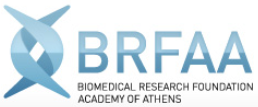 BRFAA
BIOMEDICAL RESEARCH FOUNDATION
ACADEMY OF ATHENS